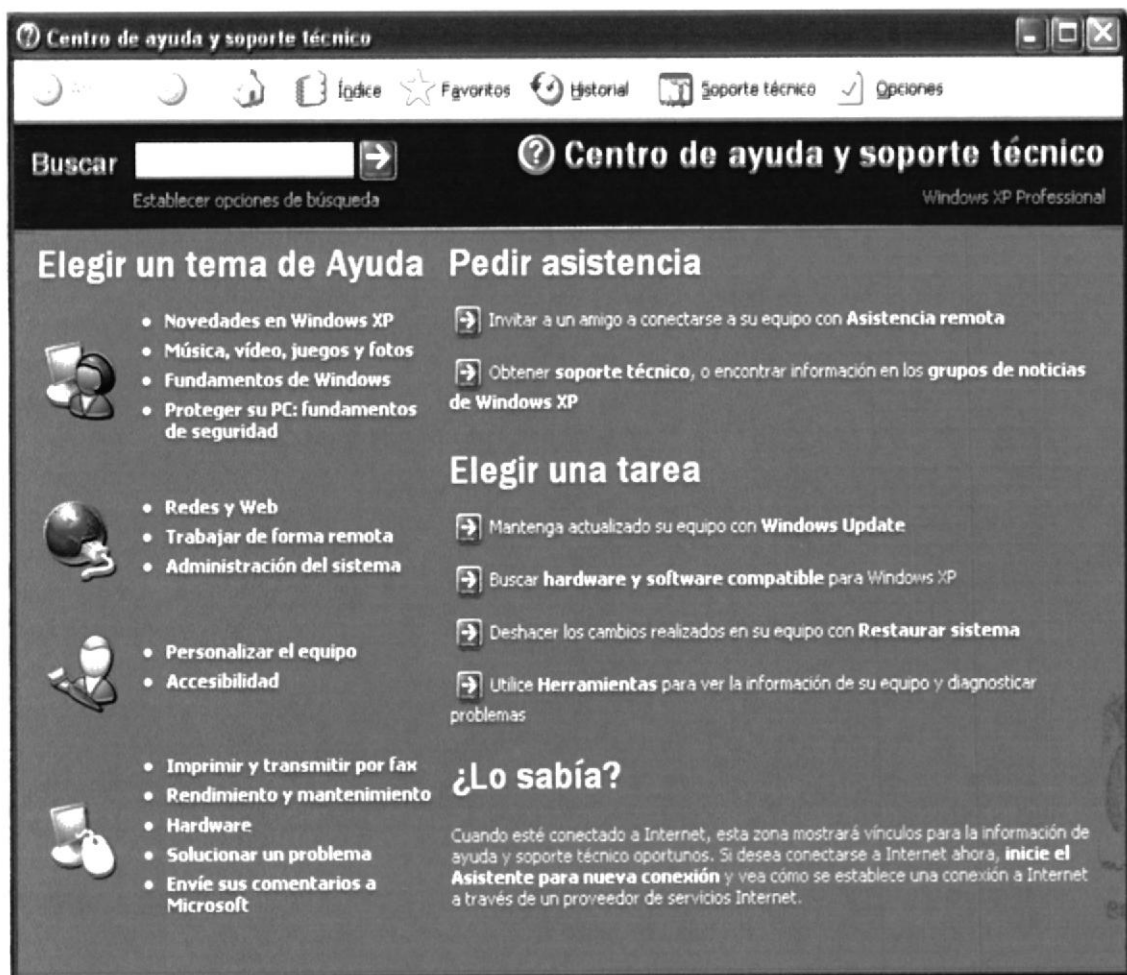 Centro de ayuda y soporte técnico
Índice Favoritos Historial Soporte técnico Opciones
Buscar
Centro de ayuda y soporte técnico
Establecer opciones de búsqueda
Windows XP Professional
Elegir un tema de Ayuda
• Novedades en Windows XP
• Música, vídeo, juegos y fotos
• Fundamentos de Windows
• Proteger su PC: fundamentos
de seguridad
• Redes y Web
• Trabajar de forma remota
• Administración del sistema
• Personalizar el equipo
• Accesibilidad
• Imprimir y transmitir por fax
• Rendimiento y mantenimiento
• Hardware
• Solucionar un problema
• Envíe sus comentarios a
Microsoft
Pedir asistencia
Invitar a un amigo a conectarse a su equipo con Asistencia remota
Obtener soporte técnico, o encontrar información en los grupos de noticias
de Windows XP
Elegir una tarea
Mantenga actualizado su equipo con Windows Update
Buscar hardware y software compatible para Windows XP
Deshacer los cambios realizados en su equipo con Restaurar sistema
Utilice Herramientas para ver la información de su equipo y diagnosticar
problemas
¿Lo sabía?
Cuando esté conectado a Internet, esta zona mostrará vínculos para la información de
ayuda y soporte técnico oportunos. Si desea conectarse a Internet ahora, inicie el
Asistente para nueva conexión y vea cómo se establece una conexión a Internet
a través de un proveedor de servicios Internet.